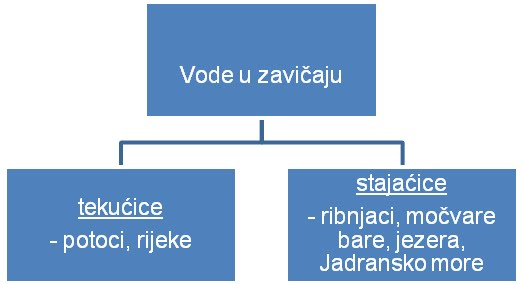 Vode u zavičaju
tekućice
- potoci, rijeke
stajaćice
- ribnjaci, močvare
bare, jezera,
Jadransko more